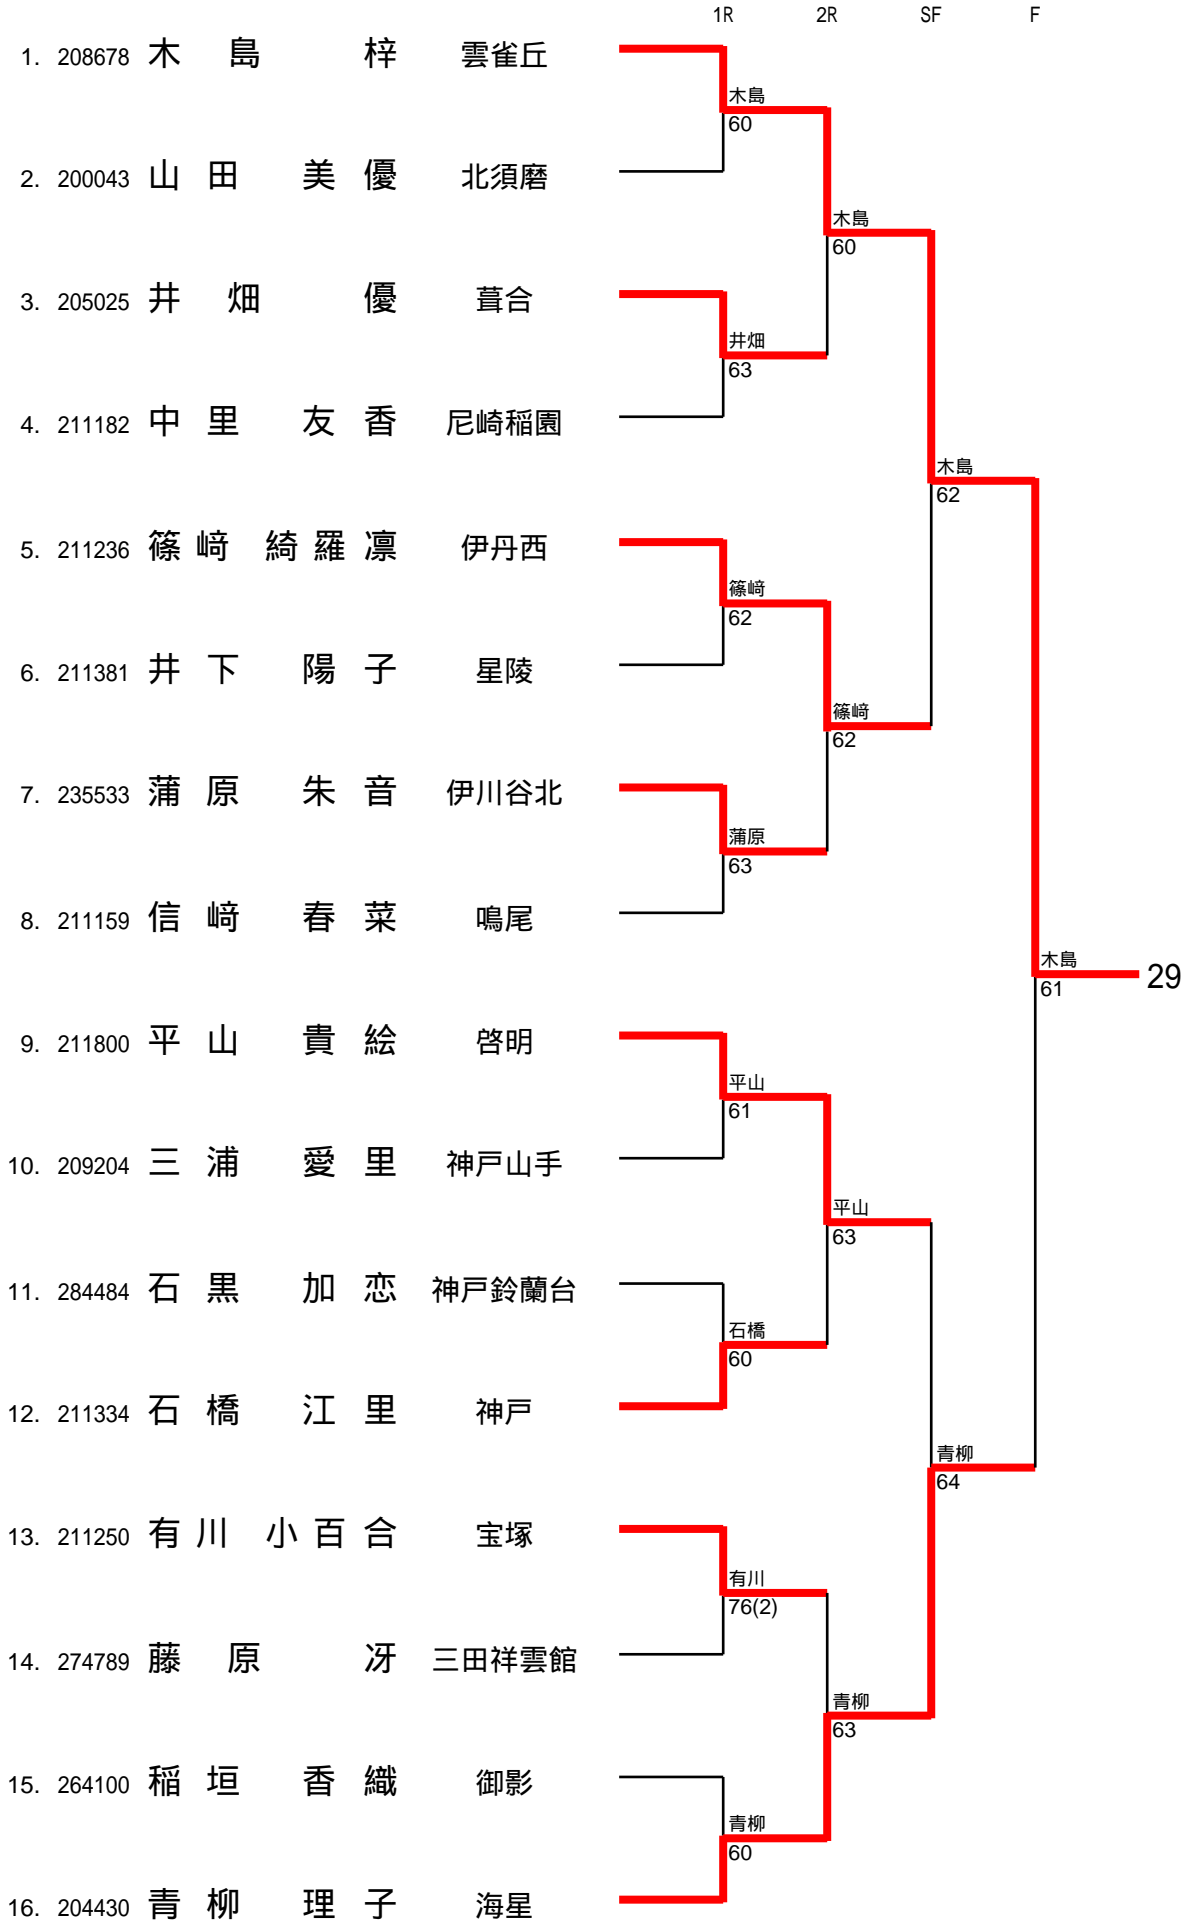 1R 2R SF F
1. 208678 木島 梓 雲雀丘
木島
60
2. 200043 山田 美優 北須磨
木島
60
3. 205025 井畑 優 葺合
井畑
63
4. 211182 中里 友香 尼崎稲園
木島
62
5. 211236 篠﨑 綺羅凛 伊丹西
篠﨑
62
6. 211381 井下 陽子 星陵
篠﨑
62
7. 235533 蒲原 朱音 伊川谷北
蒲原
63
8. 211159 信﨑 春菜 鳴尾
木島
61
29
9. 211800 平山 貴絵 啓明
平山
61
10. 209204 三浦 愛里 神戸山手
平山
63
11. 284484 石黒 加恋 神戸鈴蘭台
石橋
60
12. 211334 石橋 江里 神戸
青柳
64
13. 211250 有川 小百合 宝塚
有川
76(2)
14. 274789 藤原 冴 三田祥雲館
青柳
63
15. 264100 稲垣 香織 御影
青柳
60
16. 204430 青柳 理子 海星